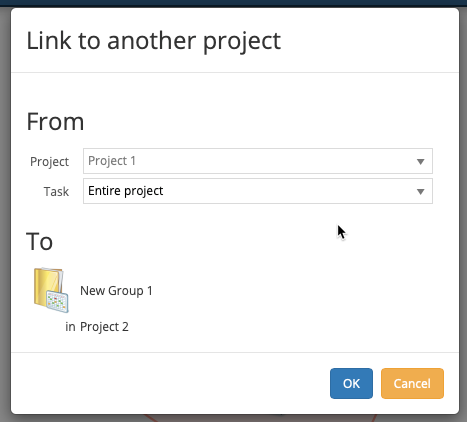 Link to another project
From
Project Project 1
Task Entire project
To
New Group 1
in Project 2
OK Cancel